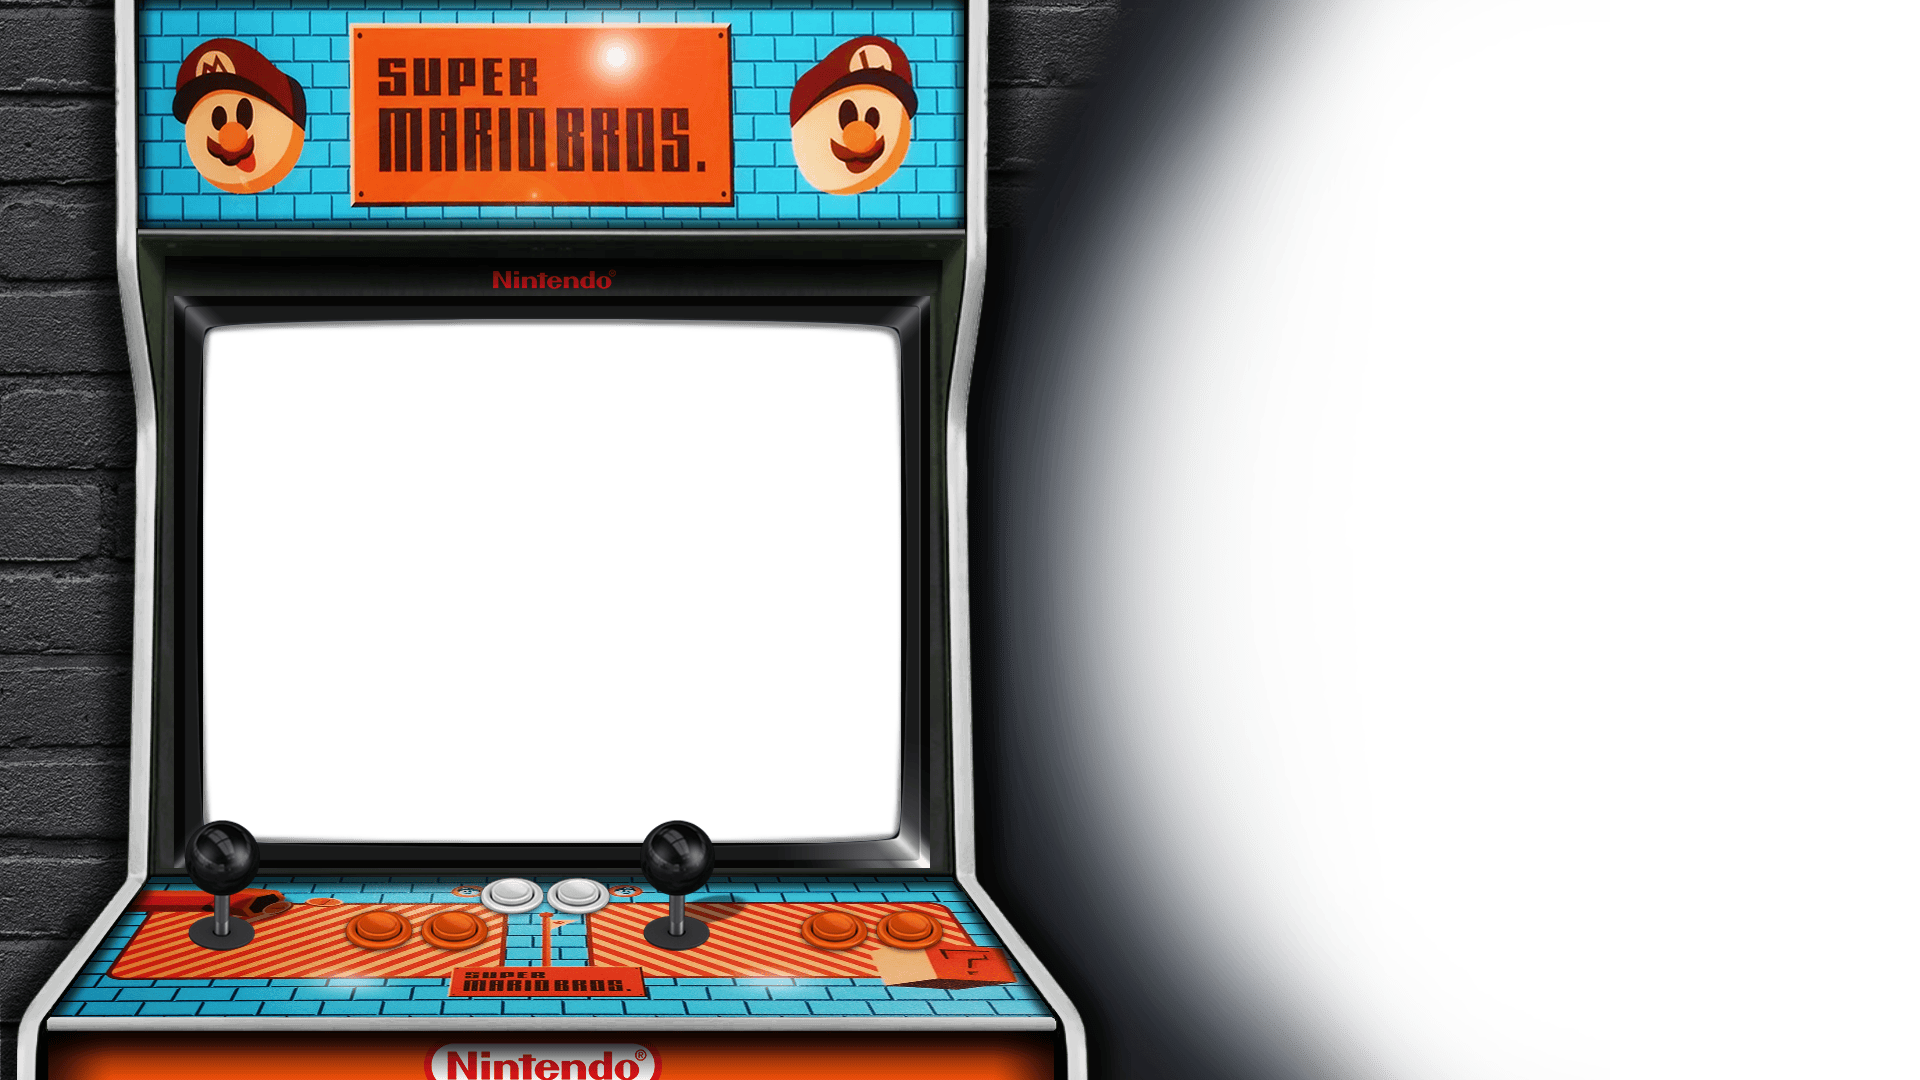 M
L
SUPER
MARIO BROS.
Nintendo®
SUPER
MARIO BROS.
?
Nintendo®